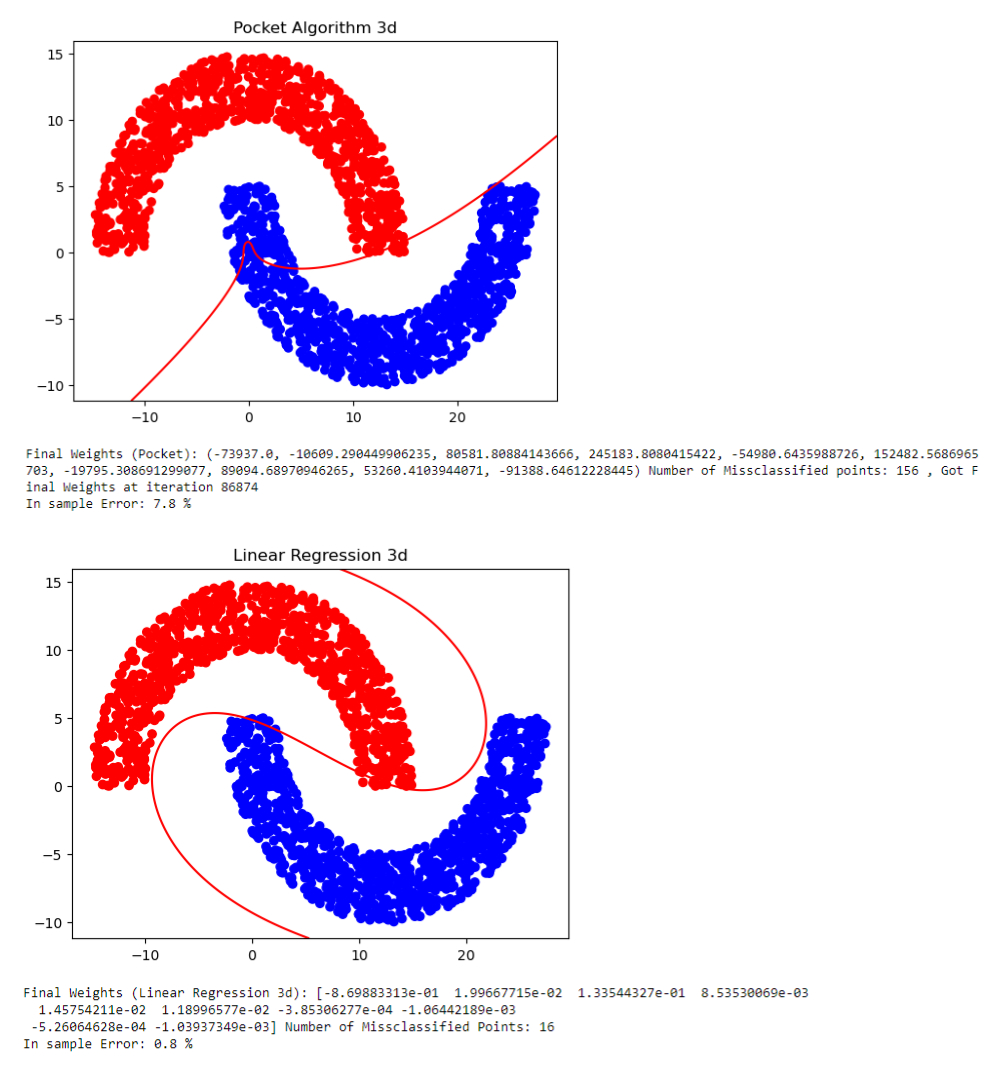 Pocket Algorithm 3d
15
10
5
0
−5
−10
−10 0 10 20
Final Weights (Pocket): (-73937.0, -10609.290449906235, 80581.80884143666, 245183.8080415422, -54980.6435988726, 152482.5686965
703, -19795.308691299077, 89094.68970946265, 53260.4103944071, -91388.64612228445) Number of Missclassified points: 156 , Got F
inal Weights at iteration 86874
In sample Error: 7.8 %
Linear Regression 3d
15
10
5
0
−5
−10
−10 0 10 20
Final Weights (Linear Regression 3d): [-8.69883313e-01 1.99667715e-02 1.33544327e-01 8.53530069e-03
1.45754211e-02 1.18996577e-02 -3.85306277e-04 -1.06442189e-03
-5.26064628e-04 -1.03937349e-03] Number of Missclassified Points: 16
In sample Error: 0.8 %